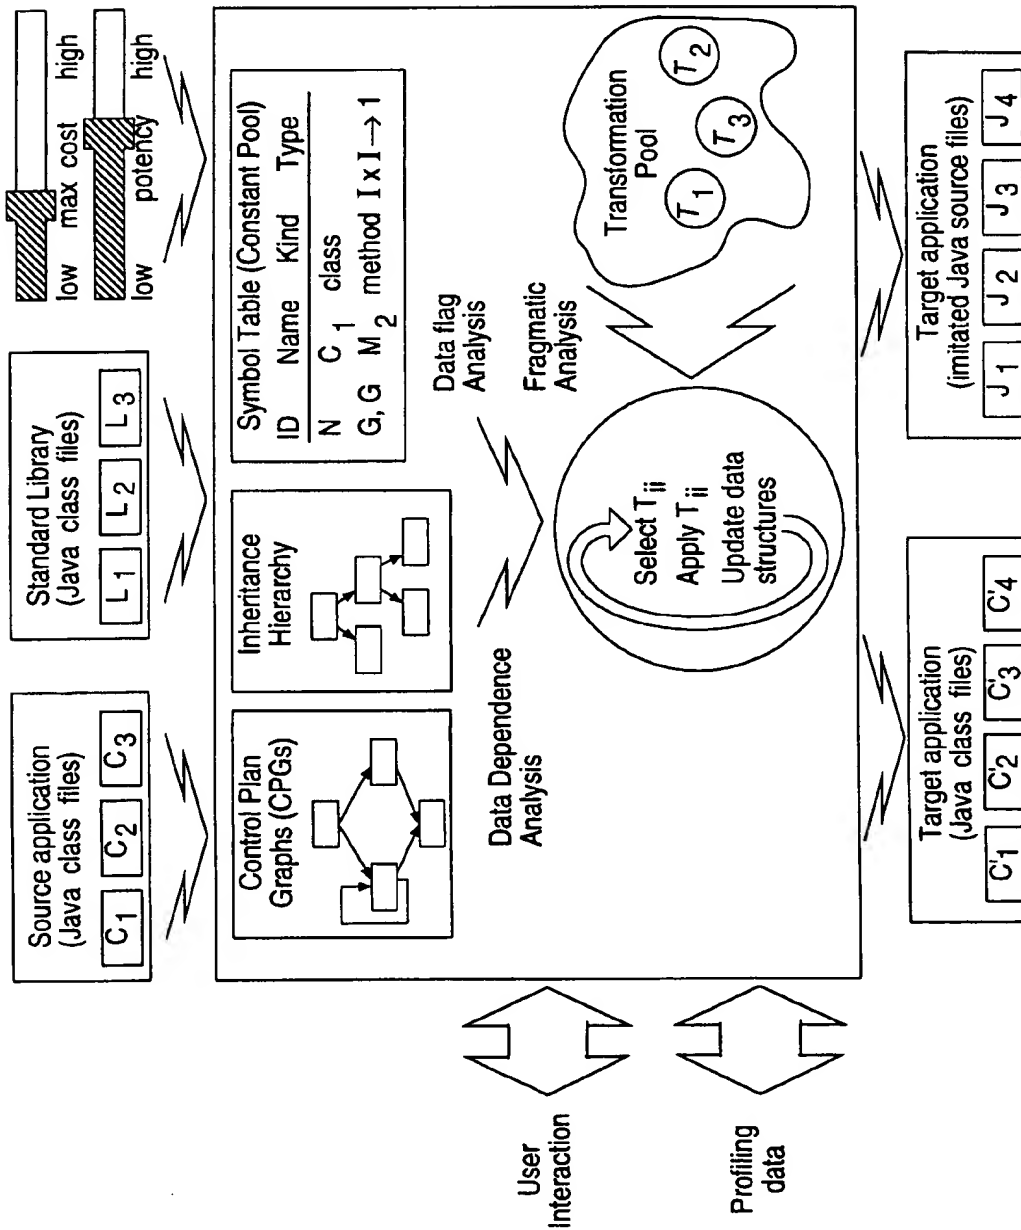 Source application
(Java class files)
C1 C2 C3
Standard Library
(Java class files)
L1 L2 L3
low max cost high
low potency high
Control Plan
Graphs (CPGs)
Inheritance
Hierarchy
Symbol Table (Constant Pool)
ID Name Kind Type
N C1 class
G, G M1 2 method I x I → 1
Data Dependence
Analysis
Data flag
Analysis
Fragmatic
Analysis
Select Tii
Apply Tii
Update data
structures
Transformation
Pool
T1 T3 T2
User
Interaction
Profiling
data
Target application
(Java class files)
C'1 C'2 C'3 C'4
Target application
(imitated Java source files)
J1 J2 J3 J4